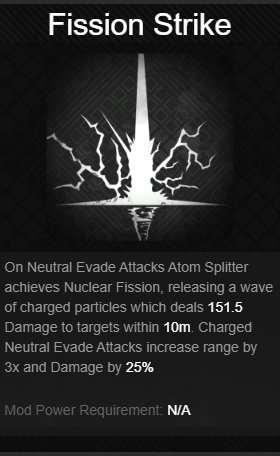 Fission Strike
On Neutral Evade Attacks Atom Splitter
achieves Nuclear Fission, releasing a wave
of charged particles which deals 151.5
Damage to targets within 10m. Charged
Neutral Evade Attacks increase range by
3x and Damage by 25%
Mod Power Requirement: N/A